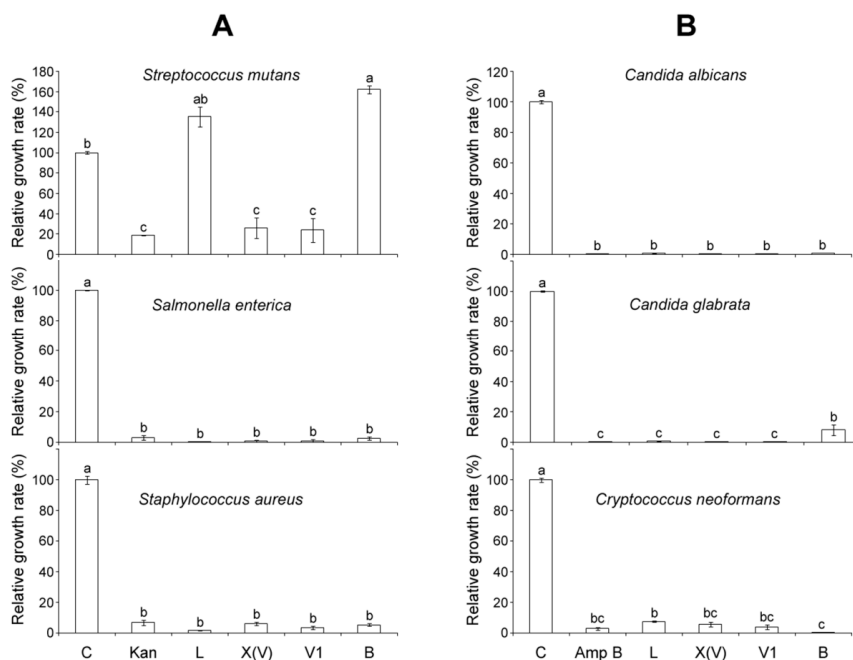 A
Relative growth rate (%)
180
160
140
120
100
80
60
40
20
0
Streptococcus mutans
b
c
ab
c
c
a
Relative growth rate (%)
100
80
60
40
20
0
Salmonella enterica
a
b
b
b
b
b
Relative growth rate (%)
100
80
60
40
20
0
Staphylococcus aureus
a
b
b
b
b
b
C Kan L X(V) V1 B
B
Relative growth rate (%)
120
100
80
60
40
20
0
Candida albicans
a
b
b
b
b
b
Relative growth rate (%)
100
80
60
40
20
0
Candida glabrata
a
c
c
c
c
b
Relative growth rate (%)
100
80
60
40
20
0
Cryptococcus neoformans
a
bc
b
bc
bc
c
C Amp B L X(V) V1 B